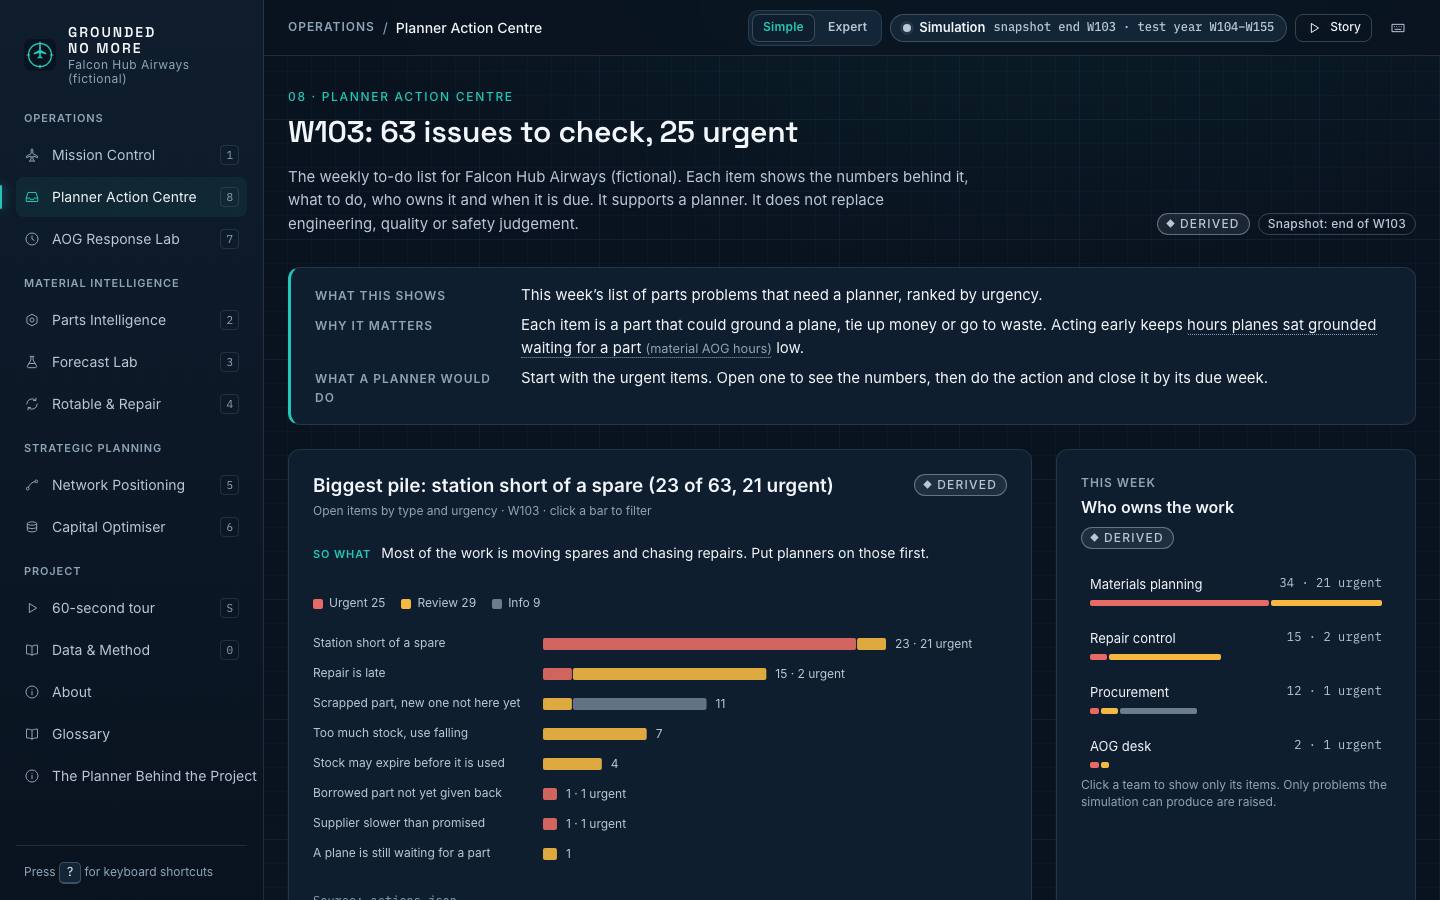 GROUNDED
NO MORE
Falcon Hub Airways
(fictional)
OPERATIONS
Mission Control 1
Planner Action Centre 8
AOG Response Lab 7
MATERIAL INTELLIGENCE
Parts Intelligence 2
Forecast Lab 3
Rotable & Repair 4
STRATEGIC PLANNING
Network Positioning 5
Capital Optimiser 6
PROJECT
60-second tour S
Data & Method 0
About
Glossary
The Planner Behind the Project
Press ? for keyboard shortcuts
OPERATIONS / Planner Action Centre
Simple Expert
Simulation snapshot end W103 · test year W104–W155
Story
08 · PLANNER ACTION CENTRE
W103: 63 issues to check, 25 urgent
The weekly to-do list for Falcon Hub Airways (fictional). Each item shows the numbers behind it,
what to do, who owns it and when it is due. It supports a planner. It does not replace
engineering, quality or safety judgement.
DERIVED
Snapshot: end of W103
WHAT THIS SHOWS
This week’s list of parts problems that need a planner, ranked by urgency.
WHY IT MATTERS
Each item is a part that could ground a plane, tie up money or go to waste. Acting early keeps hours planes sat grounded
waiting for a part (material AOG hours) low.
WHAT A PLANNER WOULD
DO
Start with the urgent items. Open one to see the numbers, then do the action and close it by its due week.
Biggest pile: station short of a spare (23 of 63, 21 urgent)
DERIVED
Open items by type and urgency · W103 · click a bar to filter
SO WHAT Most of the work is moving spares and chasing repairs. Put planners on those first.
Urgent 25 Review 29 Info 9
Station short of a spare 23 · 21 urgent
Repair is late 15 · 2 urgent
Scrapped part, new one not here yet 11
Too much stock, use falling 7
Stock may expire before it is used 4
Borrowed part not yet given back 1 · 1 urgent
Supplier slower than promised 1 · 1 urgent
A plane is still waiting for a part 1
Source: actions.json
THIS WEEK
Who owns the work
DERIVED
Materials planning 34 · 21 urgent
Repair control 15 · 2 urgent
Procurement 12 · 1 urgent
AOG desk 2 · 1 urgent
Click a team to show only its items. Only problems the
simulation can produce are raised.